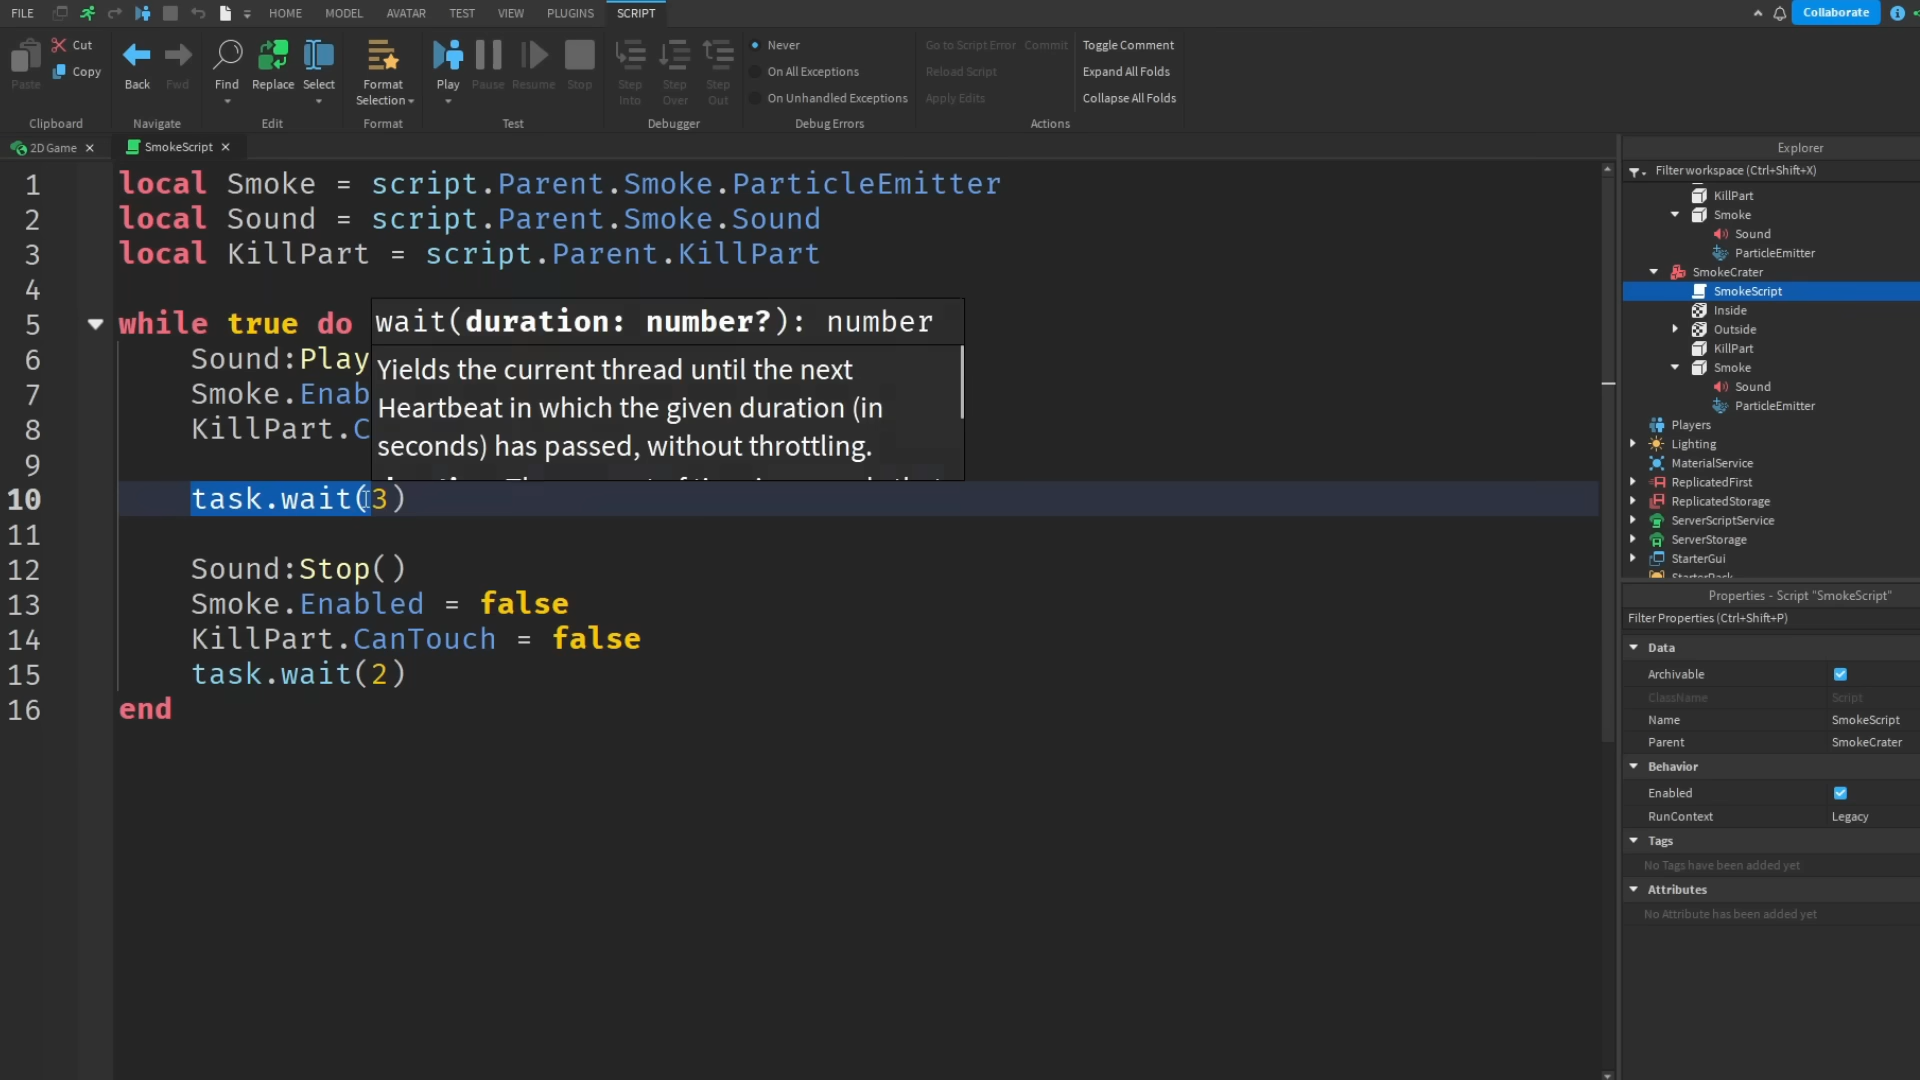 FILE HOME MODEL AVATAR TEST VIEW PLUGINS SCRIPT Collaborate
Paste Cut Copy Back Fwd Find Replace Select Format Selection Play Pause Resume Stop Step Into Step Over Step Out Never On All Exceptions On Unhandled Exceptions Go to Script Error Commit Reload Script Apply Edits Toggle Comment Expand All Folds Collapse All Folds
Clipboard Navigate Edit Format Test Debugger Debug Errors Actions
2D Game SmokeScript
1 local Smoke = script.Parent.Smoke.ParticleEmitter
2 local Sound = script.Parent.Smoke.Sound
3 local KillPart = script.Parent.KillPart
4
5 while true do
6 Sound:Play
7 Smoke.Enab
8 KillPart.C
9
10 task.wait(3)
11
12 Sound:Stop()
13 Smoke.Enabled = false
14 KillPart.CanTouch = false
15 task.wait(2)
16 end
wait(duration: number?): number
Yields the current thread until the next
Heartbeat in which the given duration (in
seconds) has passed, without throttling.
Explorer
Filter workspace (Ctrl+Shift+X)
KillPart
Smoke
Sound
ParticleEmitter
SmokeCrater
SmokeScript
Inside
Outside
KillPart
Smoke
Sound
ParticleEmitter
Players
Lighting
MaterialService
ReplicatedFirst
ReplicatedStorage
ServerScriptService
ServerStorage
StarterGui
Properties - Script "SmokeScript"
Filter Properties (Ctrl+Shift+P)
Data
Archivable
ClassName Script
Name SmokeScript
Parent SmokeCrater
Behavior
Enabled
RunContext Legacy
Tags
No Tags have been added yet
Attributes
No Attribute has been added yet